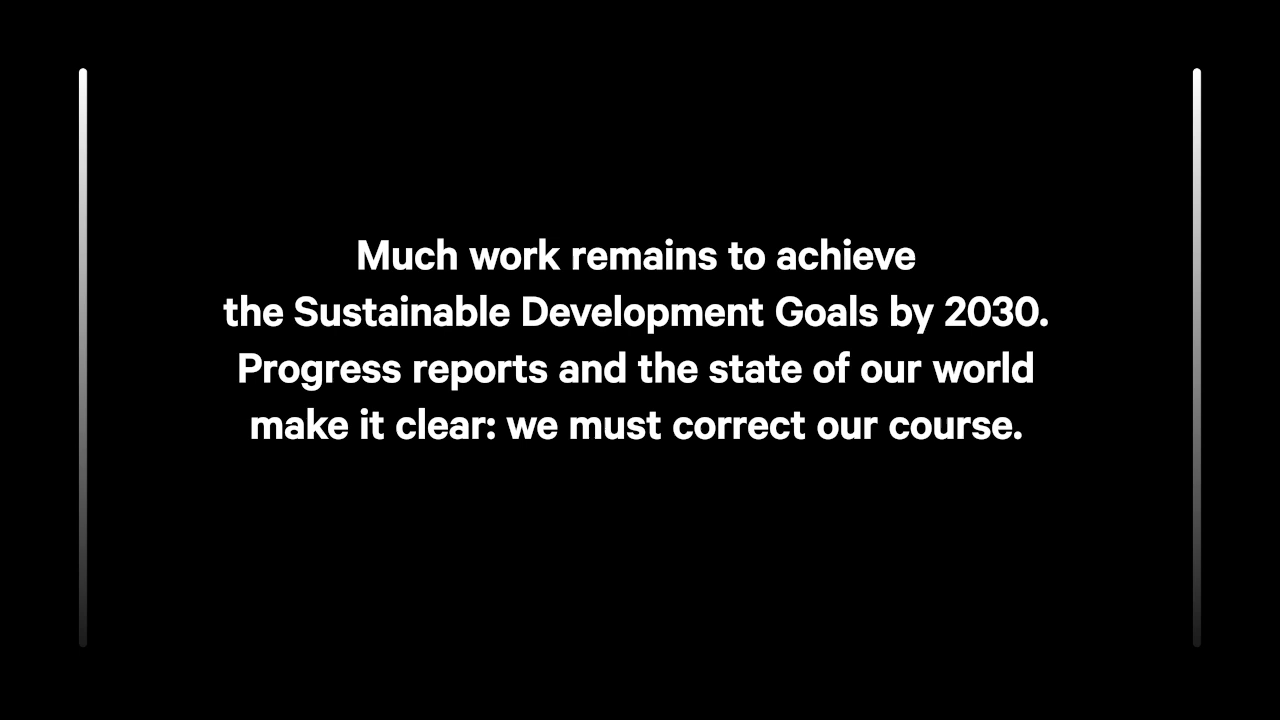 Much work remains to achieve
the Sustainable Development Goals by 2030.
Progress reports and the state of our world
make it clear: we must correct our course.